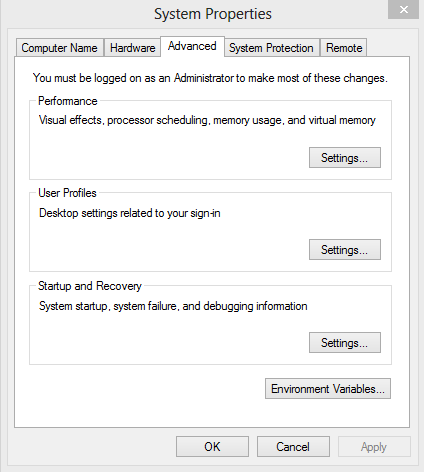 System Properties
Computer Name
Hardware
Advanced
System Protection
Remote
You must be logged on as an Administrator to make most of these changes.
Performance
Visual effects, processor scheduling, memory usage, and virtual memory
Settings...
User Profiles
Desktop settings related to your sign-in
Settings...
Startup and Recovery
System startup, system failure, and debugging information
Settings...
Environment Variables...
OK
Cancel
Apply